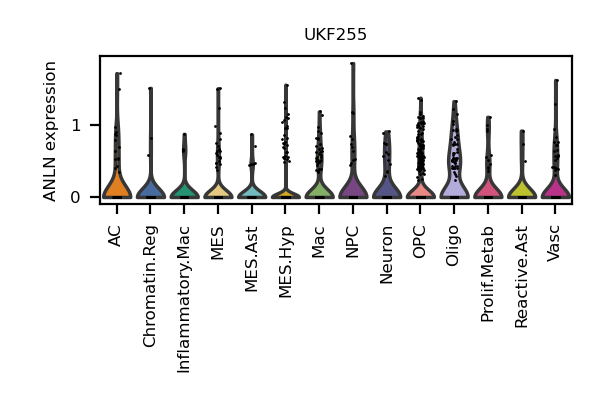 UKF255
ANLN expression
1
0
AC
Chromatin.Reg
Inflammatory.Mac
MES
MES.Ast
MES.Hyp
Mac
NPC
Neuron
OPC
Oligo
Prolif.Metab
Reactive.Ast
Vasc